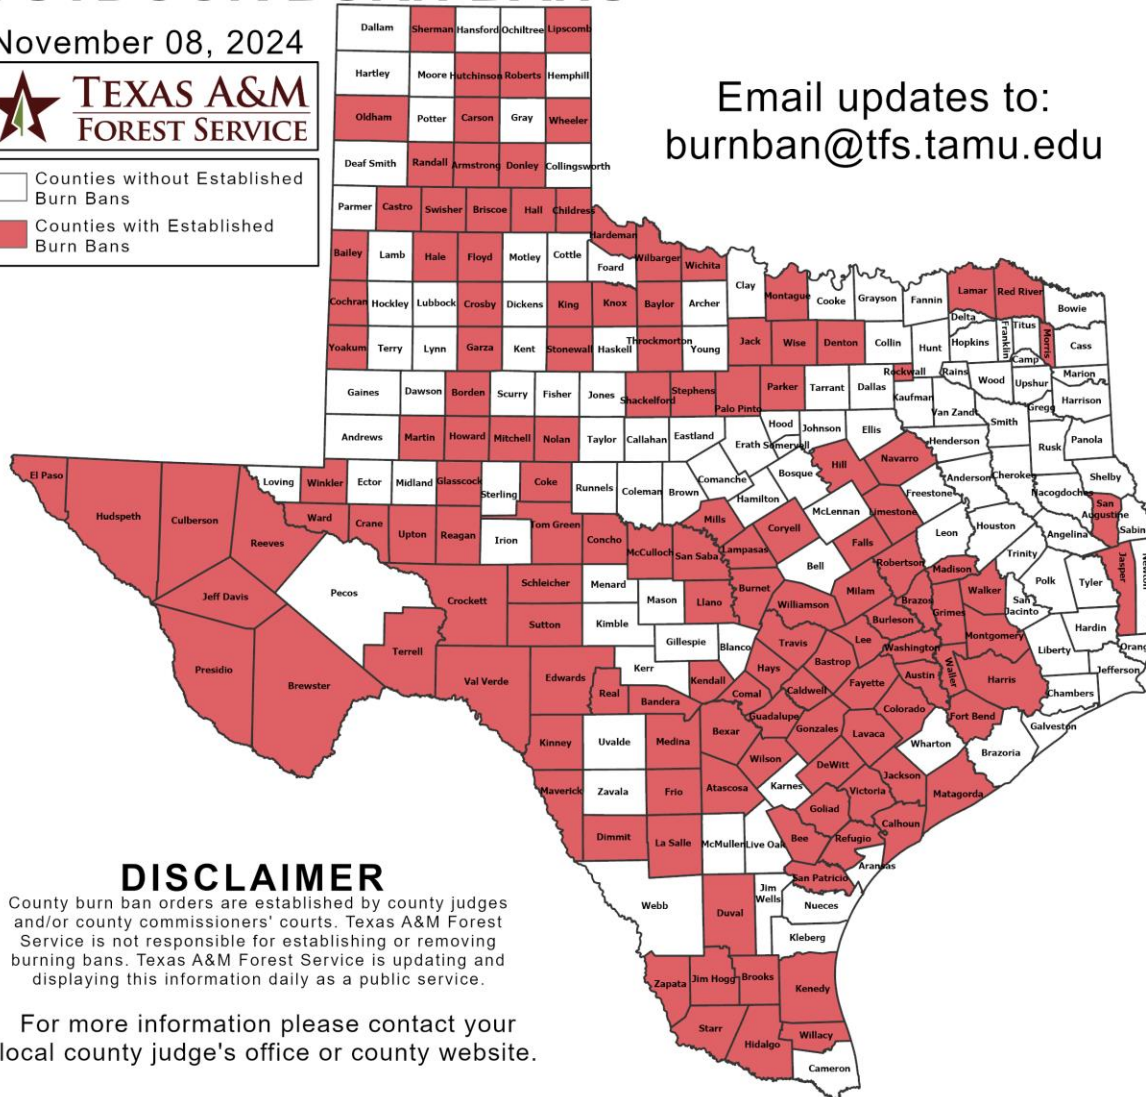 November 08, 2024
TEXAS A&M
FOREST SERVICE
Counties without Established
Burn Bans
Counties with Established
Burn Bans
Email updates to:
burnban@tfs.tamu.edu
Dallam Sherman Hansford Ochiltree Lipscomb
Hartley Moore Hutchinson Roberts Hemphill
Oldham Potter Carson Gray Wheeler
Deaf Smith Randall Armstrong Donley Collingsworth
Parmer Castro Swisher Briscoe Hall Childress
Hardeman
Bailey Lamb Hale Floyd Motley Cottle Foard Wilbarger Wichita
Clay Montague Cooke Grayson Fannin Lamar Red River Bowie
Cochran Hockley Lubbock Crosby Dickens King Knox Baylor Archer
Delta Franklin Titus Morris Cass
Yoakum Terry Lynn Garza Kent Stonewall Haskell Throckmorton Young Jack Wise Denton Collin Hunt Hopkins Camp
Rockwall Rains Wood Upshur Marion
Gaines Dawson Borden Scurry Fisher Jones Shackelford Stephens Palo Pinto Parker Tarrant Dallas Kaufman Van Zandt Gregg Harrison
Andrews Martin Howard Mitchell Nolan Taylor Callahan Eastland Erath Hood Somervell Johnson Ellis Henderson Smith Rusk Panola
El Paso Hudspeth Culberson Reeves Loving Winkler Ector Midland Glasscock Sterling Coke Runnels Coleman Brown Comanche Hamilton Bosque Hill Navarro Freestone Anderson Cherokee Nacogdoches Shelby
San Augustine
Ward Crane Upton Reagan Irion Tom Green Concho McCulloch San Saba Mills Lampasas Coryell McLennan Limestone Falls Leon Houston Angelina Trinity
Jasper
Jeff Davis Pecos Crockett Schleicher Menard Mason Llano Burnet Bell Williamson Milam Robertson Brazos Madison Grimes Walker San Jacinto Polk Tyler
Sutton Kimble Gillespie Blanco Travis Lee Burleson Washington Montgomery Liberty Hardin
Presidio Brewster Terrell Val Verde Edwards Kerr Real Bandera Kendall Comal Hays Bastrop Caldwell Fayette Austin Waller Harris Chambers Jefferson
Kinney Uvalde Medina Bexar Guadalupe Gonzales Lavaca Colorado Wharton Fort Bend Brazoria Galveston
Maverick Zavala Frio Atascosa Wilson Karnes DeWitt Victoria Jackson Matagorda
Dimmit La Salle McMullen Live Oak Bee Goliad Refugio Calhoun Aransas
Webb Duval Jim Wells San Patricio Nueces
Kleberg
Zapata Jim Hogg Brooks Kenedy
Starr Hidalgo Willacy
Cameron
DISCLAIMER
County burn ban orders are established by county judges
and/or county commissioners' courts. Texas A&M Forest
Service is not responsible for establishing or removing
burning bans. Texas A&M Forest Service is updating and
displaying this information daily as a public service.
For more information please contact your
local county judge's office or county website.